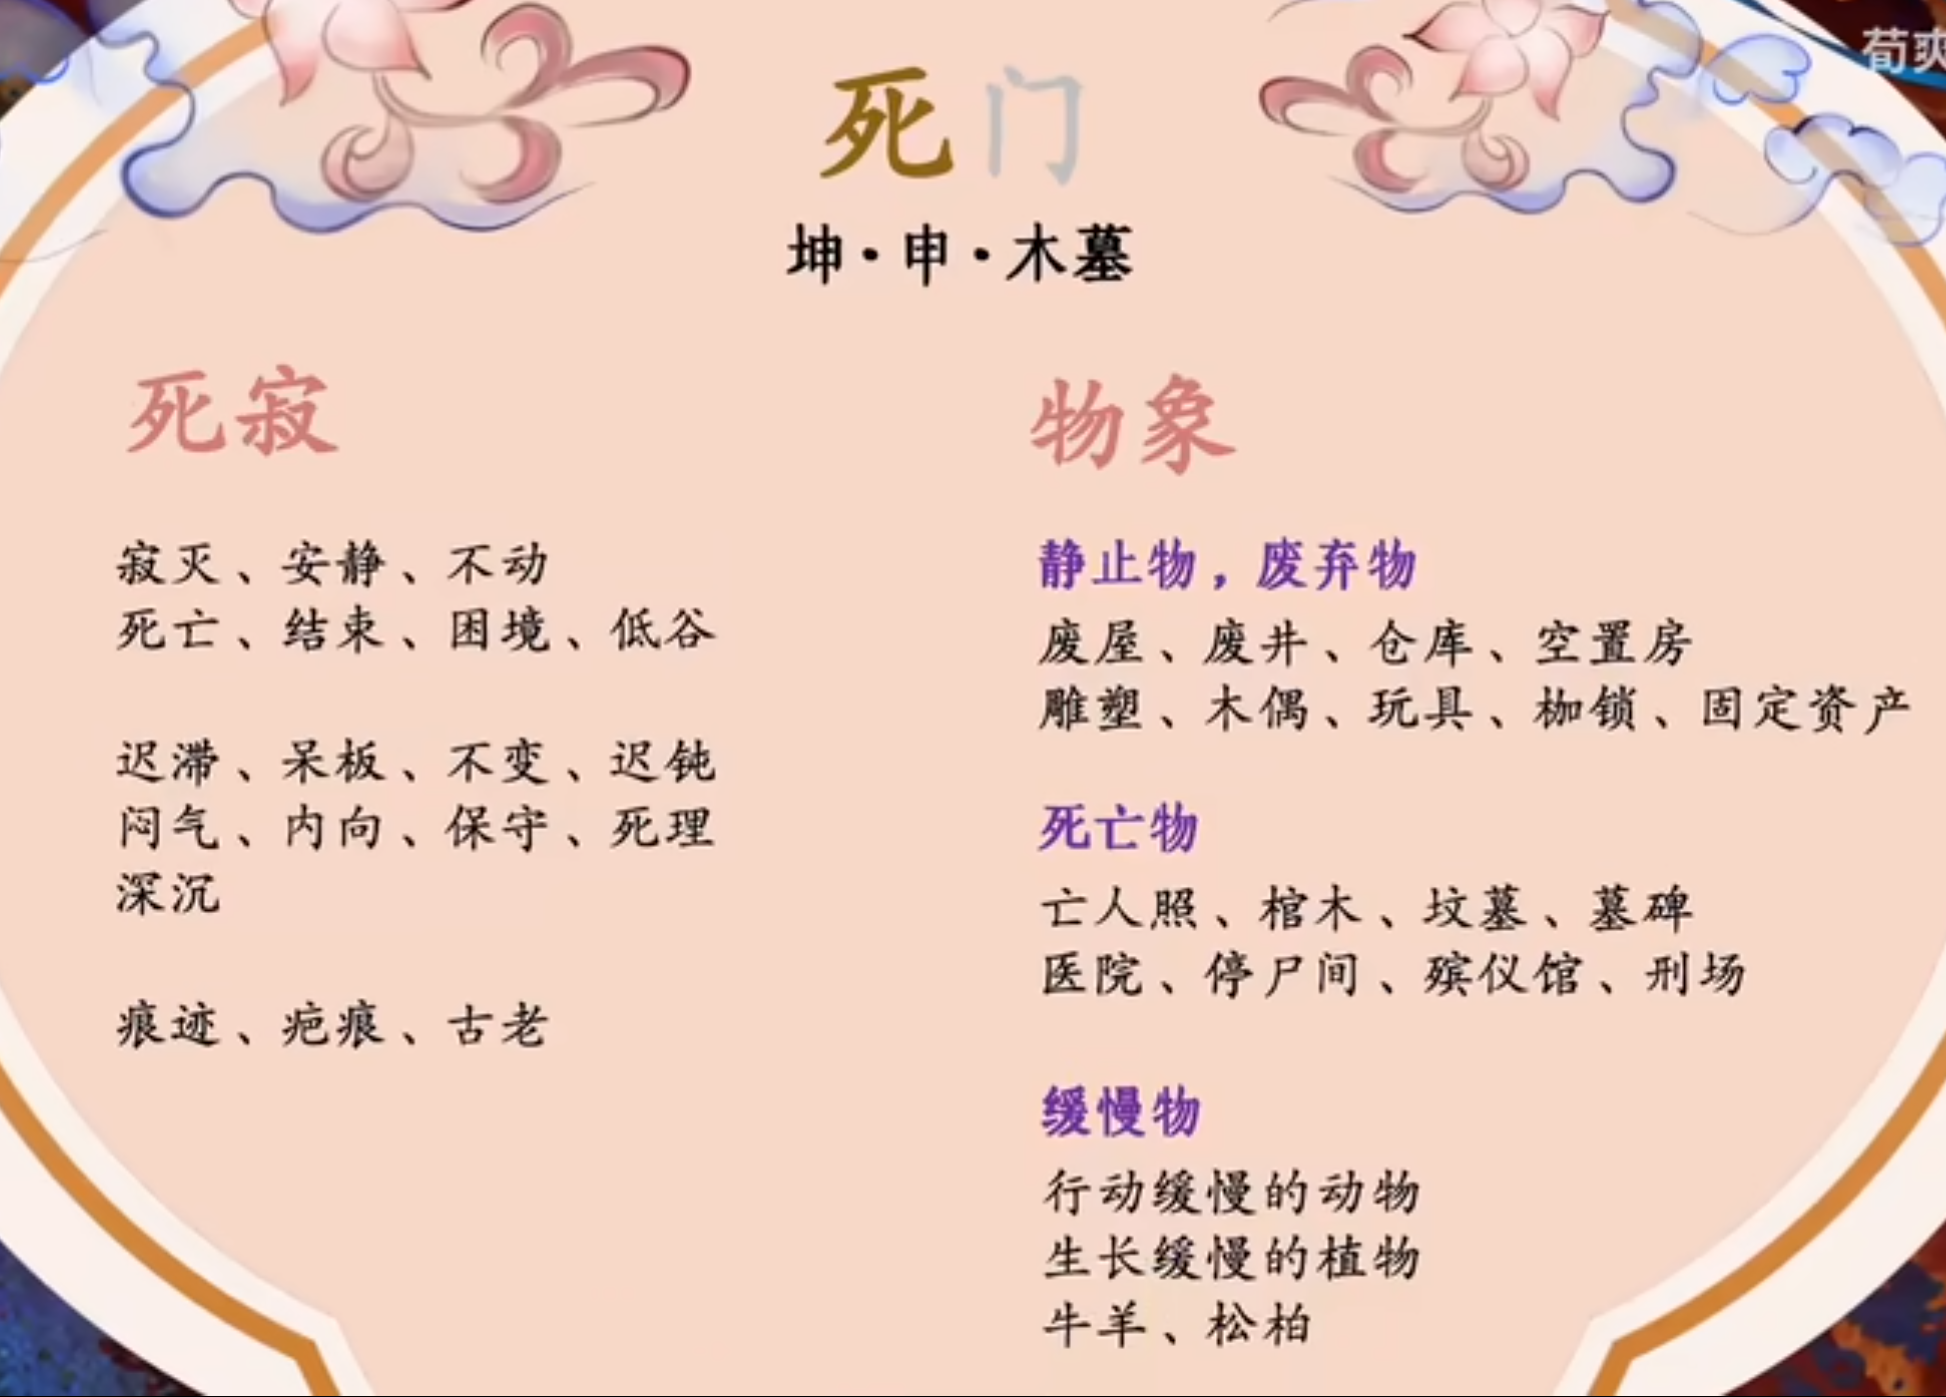 荀爽
死门
坤·申·木墓
死寂
寂灭、安静、不动
死亡、结束、困境、低谷
迟滞、呆板、不变、迟钝
闷气、内向、保守、死理
深沉
痕迹、疤痕、古老
物象
静止物，废弃物
废屋、废井、仓库、空置房
雕塑、木偶、玩具、枷锁、固定资产
死亡物
亡人照、棺木、坟墓、墓碑
医院、停尸间、殡仪馆、刑场
缓慢物
行动缓慢的动物
生长缓慢的植物
牛羊、松柏